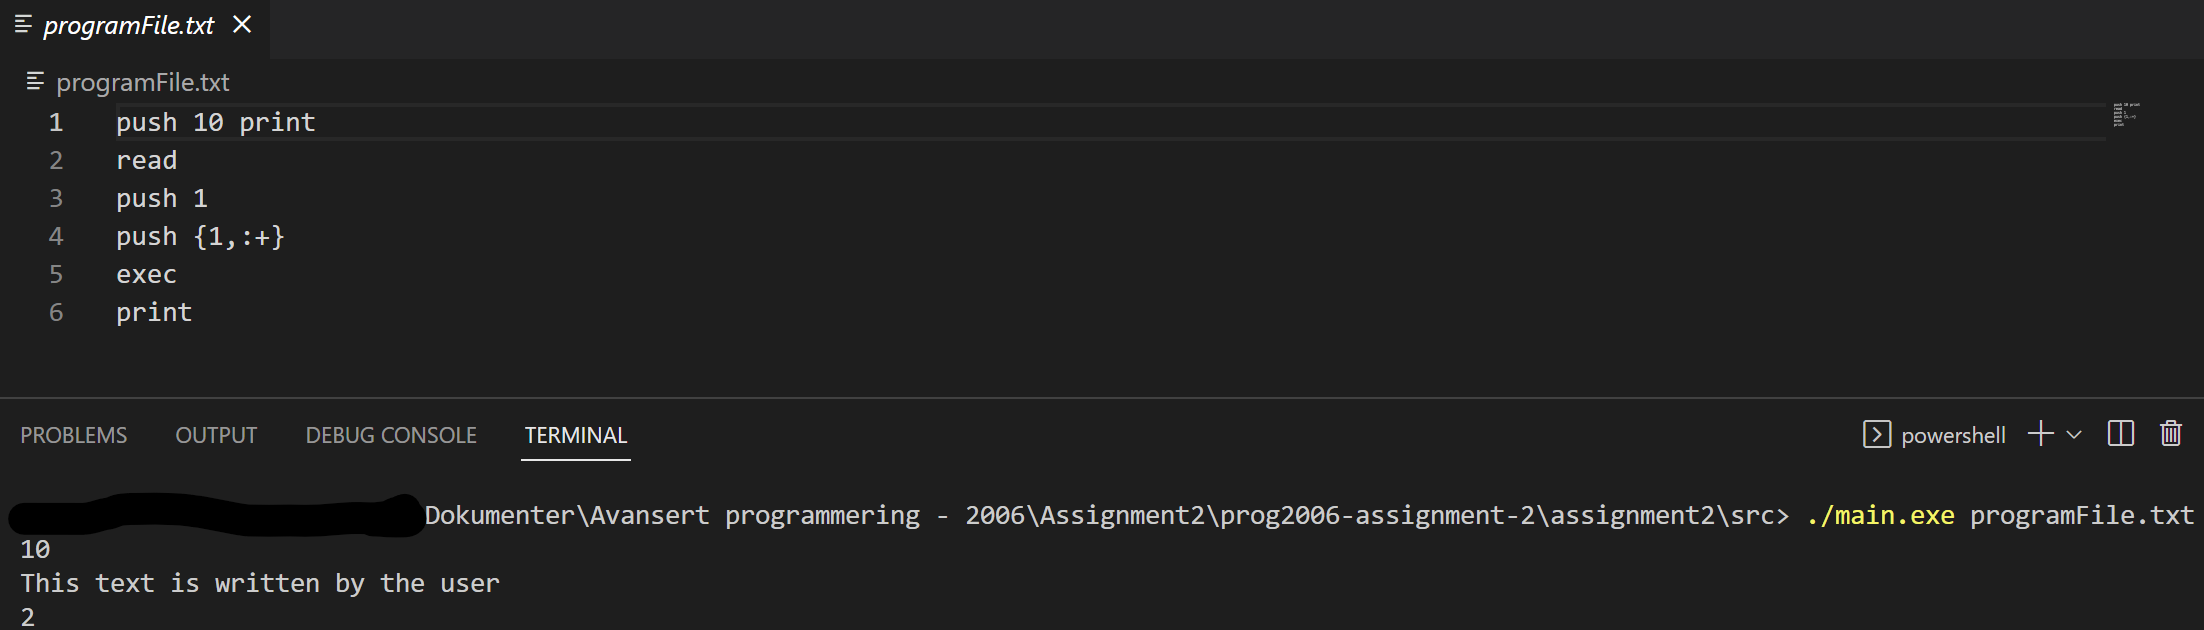 programFile.txt
programFile.txt
1 push 10 print
2 read
3 push 1
4 push {1,:+}
5 exec
6 print
PROBLEMS OUTPUT DEBUG CONSOLE TERMINAL powershell
Dokumenter\Avansert programmering - 2006\Assignment2\prog2006-assignment-2\assignment2\src> ./main.exe programFile.txt
10
This text is written by the user
2